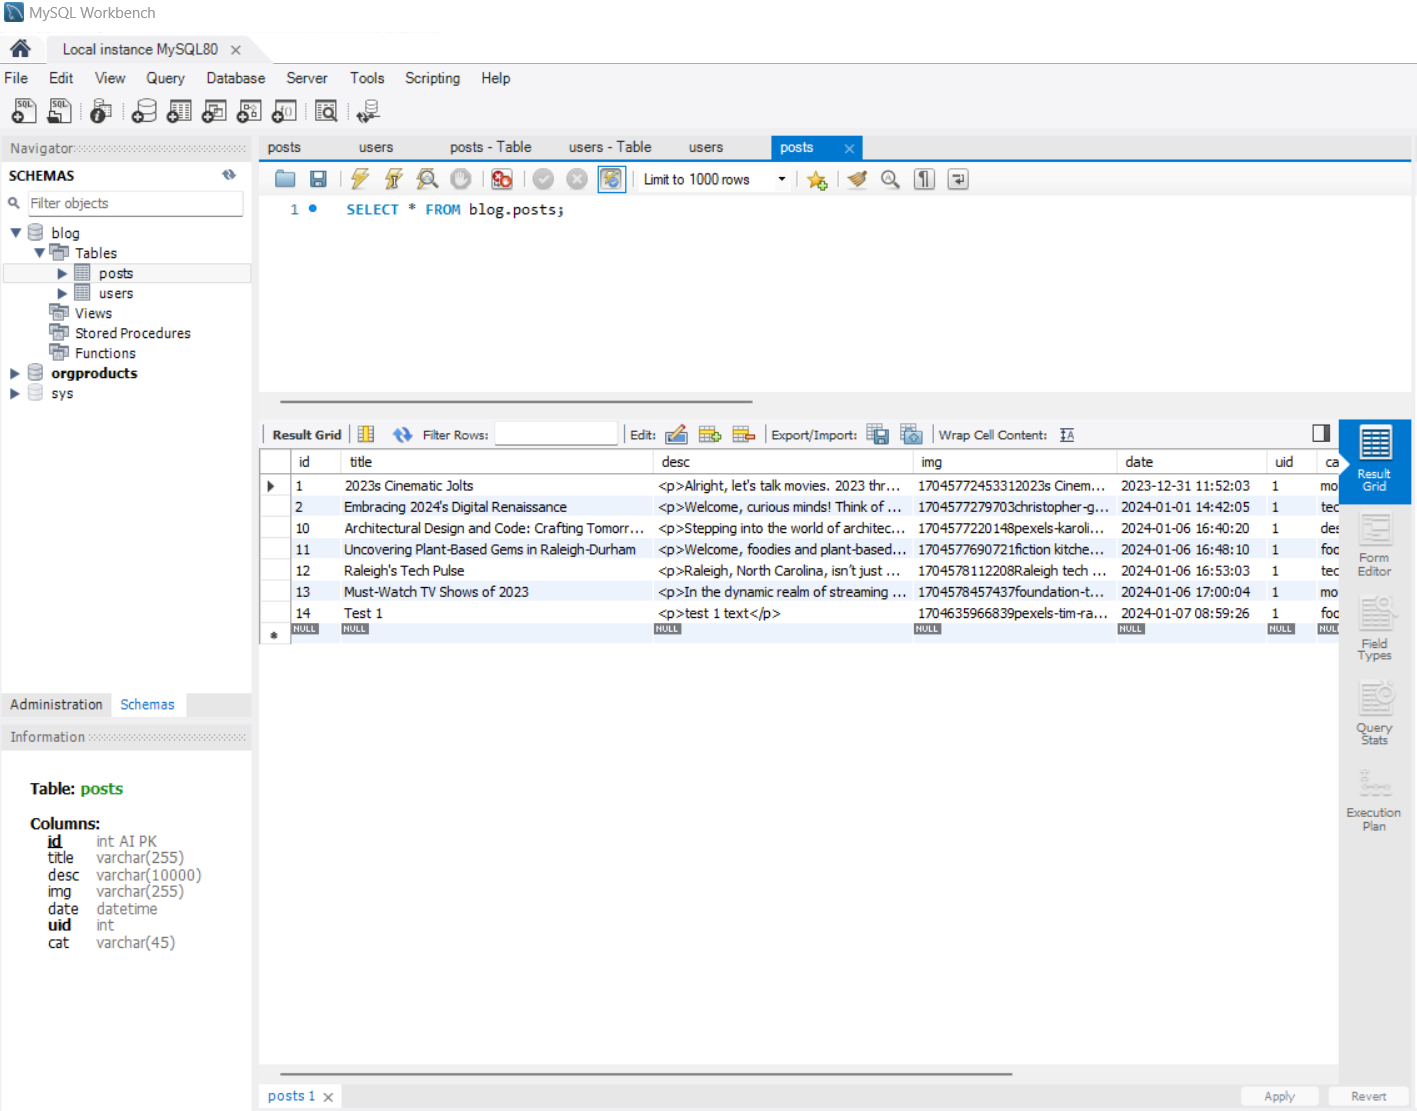 MySQL Workbench
Local instance MySQL80
File Edit View Query Database Server Tools Scripting Help
Navigator
SCHEMAS
Filter objects
blog
Tables
posts
users
Views
Stored Procedures
Functions
orgproducts
sys
Administration Schemas
Information
Table: posts
Columns:
id int AI PK
title varchar(255)
desc varchar(10000)
img varchar(255)
date datetime
uid int
cat varchar(45)
posts users posts - Table users - Table users posts
Limit to 1000 rows
1 SELECT * FROM blog.posts;
Result Grid Filter Rows: Edit: Export/Import: Wrap Cell Content:
id title desc img date uid ca
1 2023s Cinematic Jolts <p>Alright, let's talk movies. 2023 thr... 17045772453312023s Cinem... 2023-12-31 11:52:03 1 mo
2 Embracing 2024's Digital Renaissance <p>Welcome, curious minds! Think of ... 1704577279703christopher-g... 2024-01-01 14:42:05 1 tec
10 Architectural Design and Code: Crafting Tomorr... <p>Stepping into the world of architec... 1704577220148pexels-karoli... 2024-01-06 16:40:20 1 des
11 Uncovering Plant-Based Gems in Raleigh-Durham <p>Welcome, foodies and plant-based... 1704577690721fiction kitche... 2024-01-06 16:48:10 1 foo
12 Raleigh's Tech Pulse <p>Raleigh, North Carolina, isn't just ... 1704578112208Raleigh tech ... 2024-01-06 16:53:03 1 tec
13 Must-Watch TV Shows of 2023 <p>In the dynamic realm of streaming ... 1704578457437foundation-t... 2024-01-06 17:00:04 1 mo
14 Test 1 <p>test 1 text</p> 1704635966839pexels-tim-ra... 2024-01-07 08:59:26 1 foo
NULL NULL NULL NULL NULL NULL NULL
Result
Grid
Form
Editor
Field
Types
Query
Stats
Execution
Plan
posts 1
Apply Revert